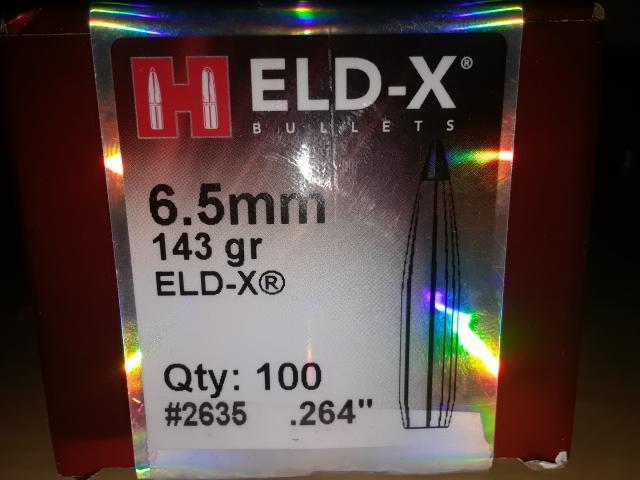 H ELD-X®
BULLETS
6.5mm
143 gr
ELD-X®
Qty: 100
#2635 .264"